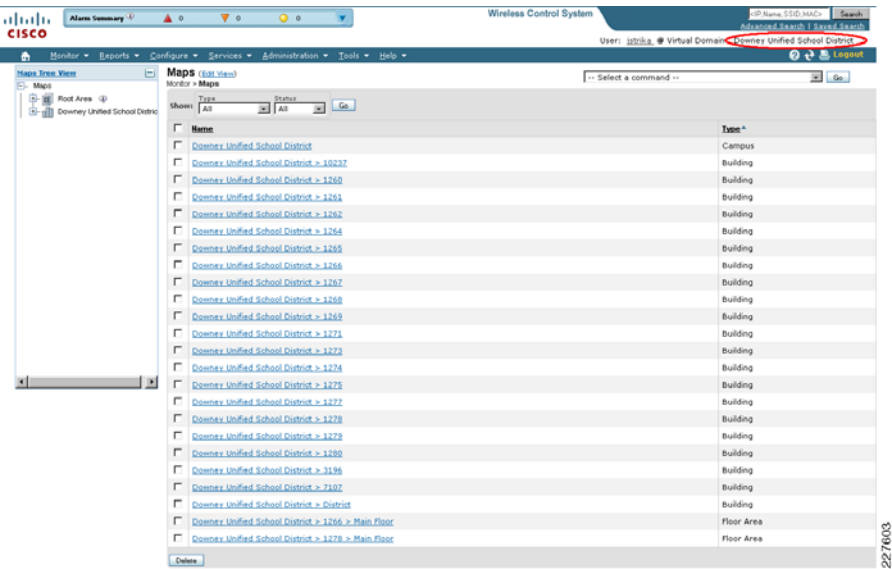 Wireless Control System
<IP,Name,SSID,MAC> Search
Alarm Summary 0 0 0
CISCO
Advanced Search | Saved Search
User: jstrika @ Virtual Domain: Downey Unified School District
Monitor Reports Configure Services Administration Tools Help Logout
Maps Tree View
Maps
Root Area
Downey Unified School Distric
Maps (Edit View)
Monitor > Maps
-- Select a command -- Go
Show: Type All Status All Go
Name Type
Downey Unified School District Campus
Downey Unified School District > 10237 Building
Downey Unified School District > 1260 Building
Downey Unified School District > 1261 Building
Downey Unified School District > 1262 Building
Downey Unified School District > 1264 Building
Downey Unified School District > 1265 Building
Downey Unified School District > 1266 Building
Downey Unified School District > 1267 Building
Downey Unified School District > 1268 Building
Downey Unified School District > 1269 Building
Downey Unified School District > 1271 Building
Downey Unified School District > 1273 Building
Downey Unified School District > 1274 Building
Downey Unified School District > 1275 Building
Downey Unified School District > 1277 Building
Downey Unified School District > 1278 Building
Downey Unified School District > 1279 Building
Downey Unified School District > 1280 Building
Downey Unified School District > 3196 Building
Downey Unified School District > 7107 Building
Downey Unified School District > District Building
Downey Unified School District > 1266 > Main Floor Floor Area
Downey Unified School District > 1278 > Main Floor Floor Area
Delete
227603